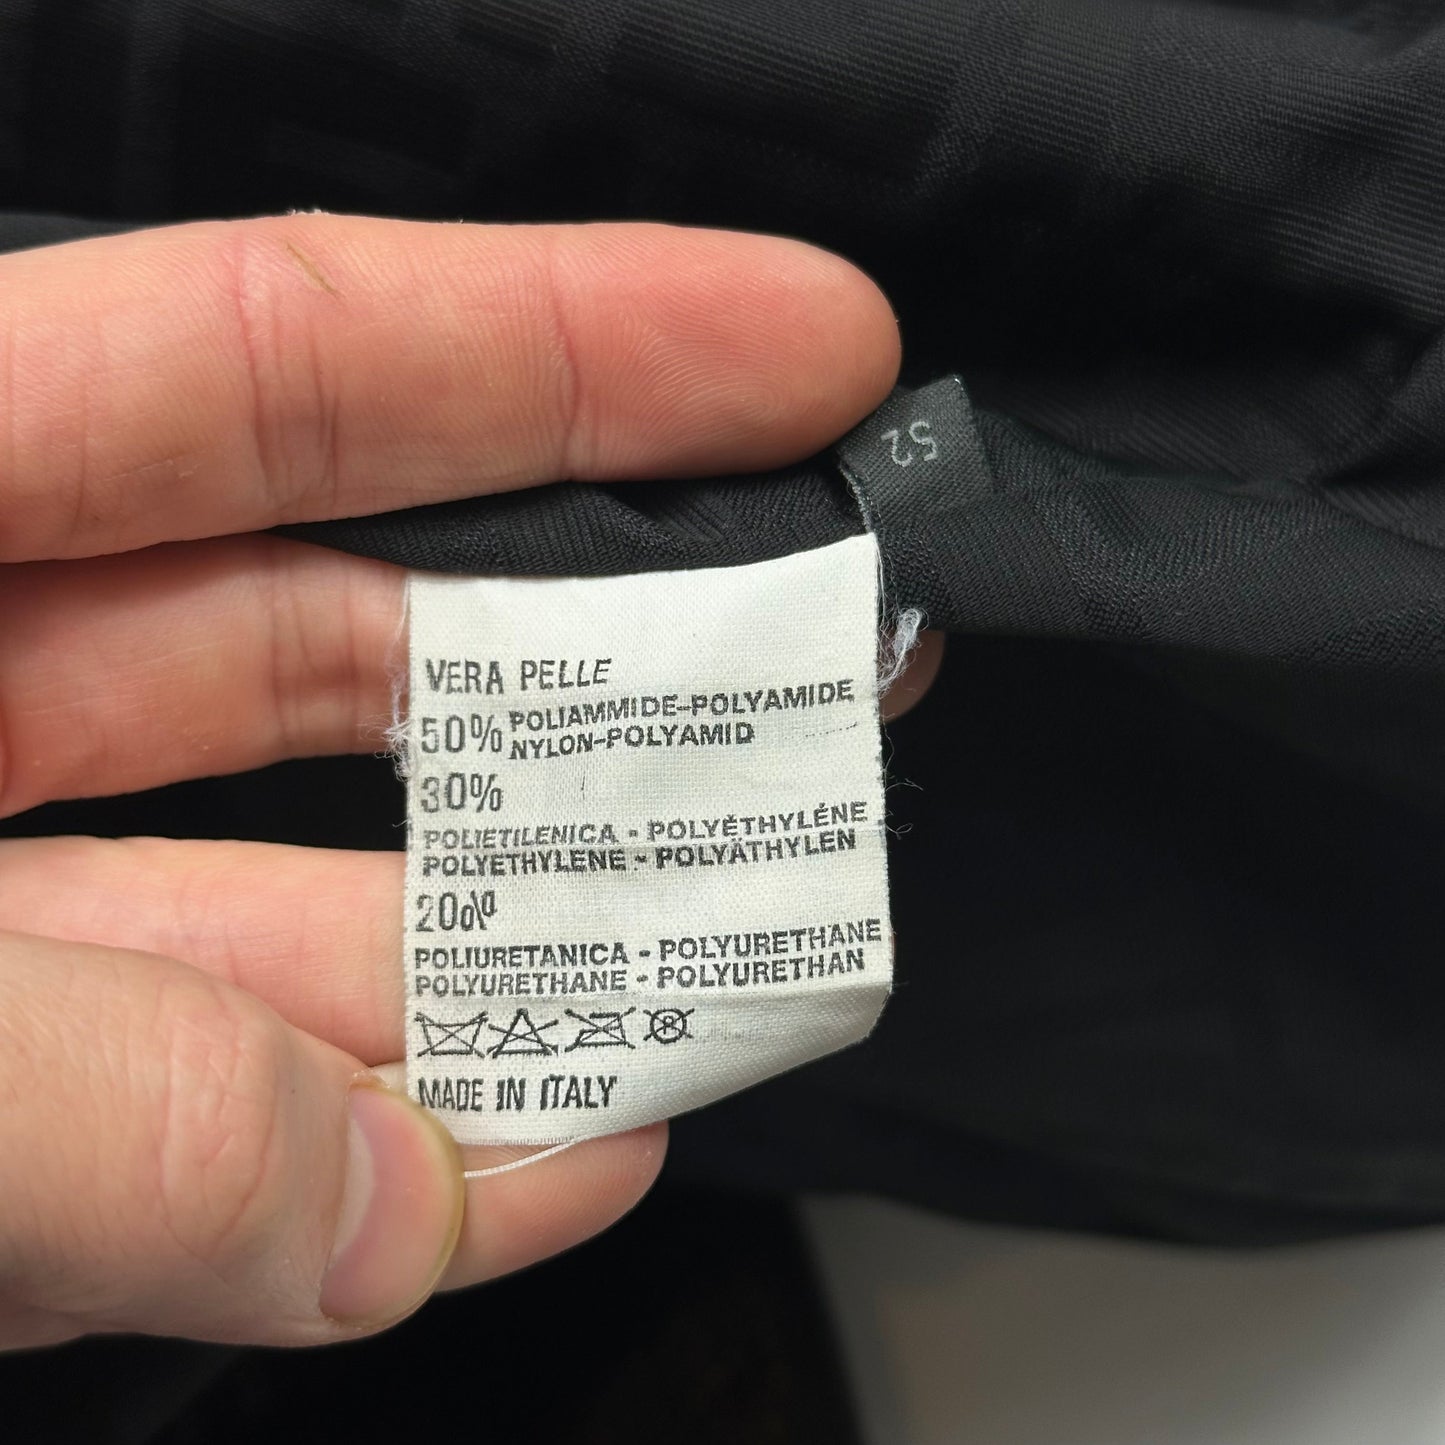 52
VERA PELLE
50% POLIAMMIDE-POLYAMIDE
NYLON-POLYAMID
30%
POLIETILENICA - POLYÉTHYLÉNE
POLYETHYLENE - POLYÄTHYLEN
20%
POLIURETANICA - POLYURETHANE
POLYURETHANE - POLYURETHAN
R
MADE IN ITALY